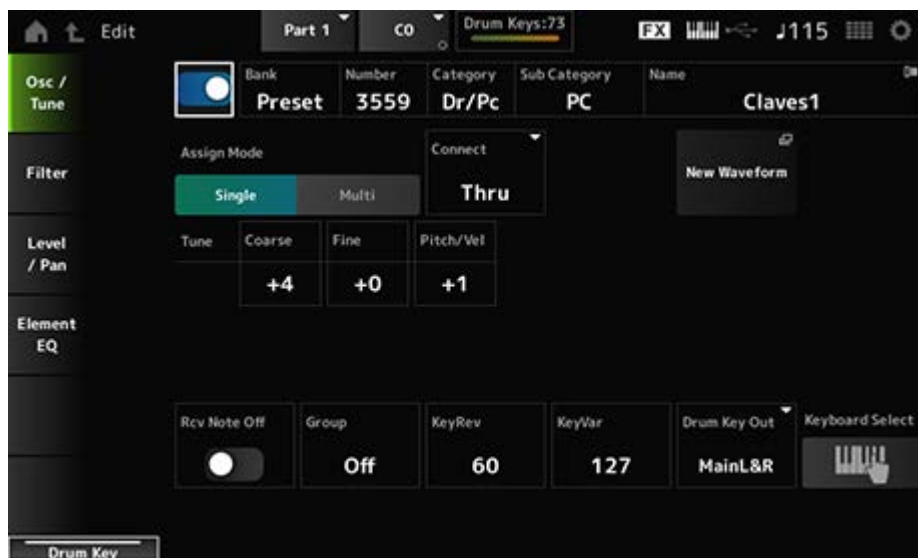 Edit
Part 1
C0
Drum Keys:73
FX
♩115
Osc / Tune
Filter
Level / Pan
Element EQ
Drum Key
Bank
Preset
Number
3559
Category
Dr/Pc
Sub Category
PC
Name
Claves1
Assign Mode
Single
Multi
Connect
Thru
New Waveform
Tune
Coarse
+4
Fine
+0
Pitch/Vel
+1
Rcv Note Off
Group
Off
KeyRev
60
KeyVar
127
Drum Key Out
MainL&R
Keyboard Select